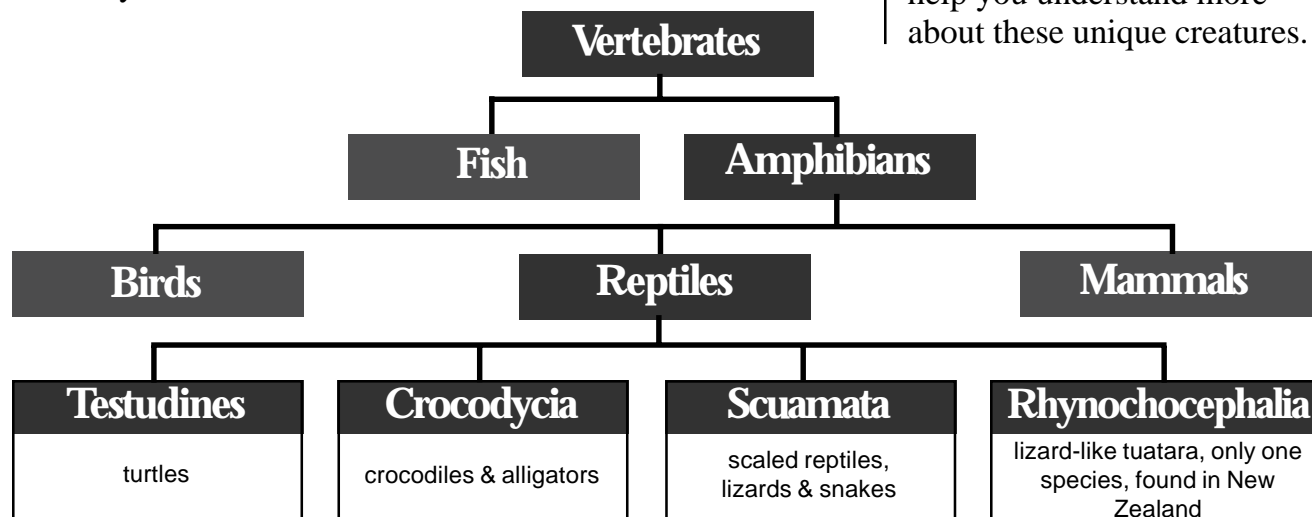 help you understand more
about these unique creatures.
Vertebrates
Fish
Amphibians
Birds
Reptiles
Mammals
Testudines
turtles
Crocodycia
crocodiles & alligators
Scuamata
scaled reptiles,
lizards & snakes
Rhynochocephalia
lizard-like tuatara, only one
species, found in New
Zealand